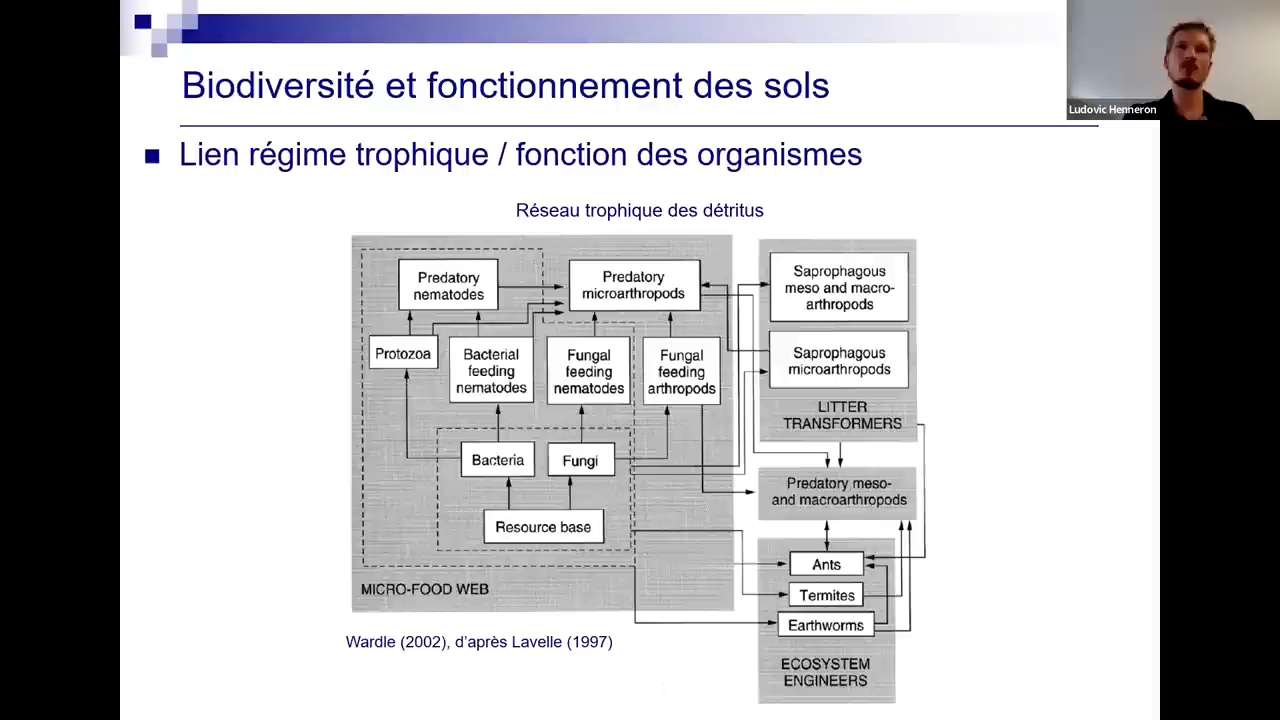 Ludovic Henneron
Biodiversité et fonctionnement des sols
Lien régime trophique / fonction des organismes
Réseau trophique des détritus
Predatory
nematodes
Predatory
microarthropods
Protozoa
Bacterial
feeding
nematodes
Fungal
feeding
nematodes
Fungal
feeding
arthropods
Bacteria
Fungi
Resource base
MICRO-FOOD WEB
Saprophagous
meso and macro-
arthropods
Saprophagous
microarthropods
LITTER
TRANSFORMERS
Predatory meso-
and macroarthropods
Ants
Termites
Earthworms
ECOSYSTEM
ENGINEERS
Wardle (2002), d'après Lavelle (1997)